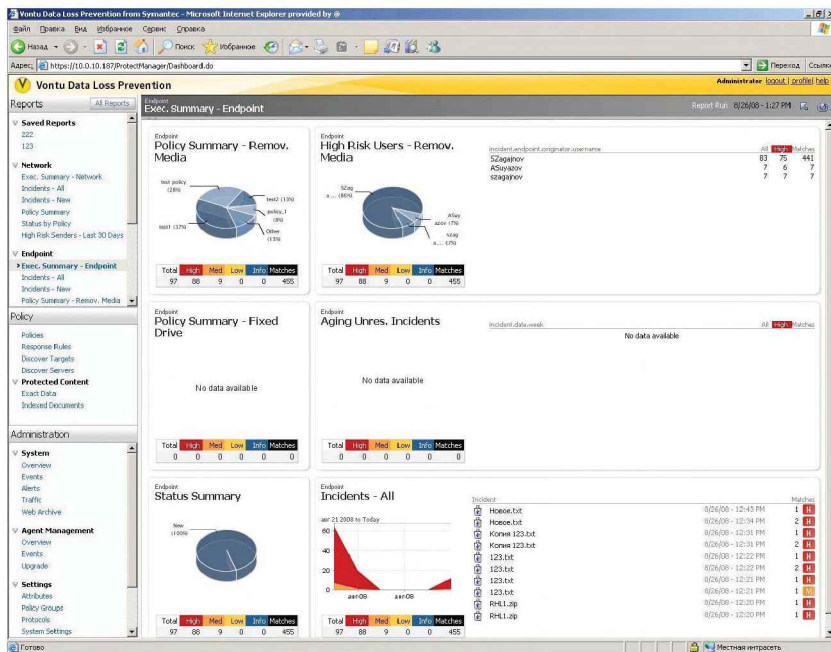 Vontu Data Loss Prevention from Symantec - Microsoft Internet Explorer provided by @
Файл Правка Вид Избранное Сервис Справка
Назад Поиск Избранное
Адрес: https://10.0.10.187/ProtectManager/Dashboard.do Переход Ссылки
Vontu Data Loss Prevention
Administrator logout | profile | help
Reports All Reports
Saved Reports
222
123
Network
Exec. Summary - Network
Incidents - All
Incidents - New
Policy Summary
Status by Policy
High Risk Senders - Last 30 Days
Endpoint
Exec. Summary - Endpoint
Incidents - All
Incidents - New
Policy Summary - Remov. Media
Policy
Policies
Response Rules
Discover Targets
Discover Servers
Protected Content
Exact Data
Indexed Documents
Administration
System
Overview
Events
Alerts
Traffic
Web Archive
Agent Management
Overview
Events
Upgrade
Settings
Attributes
Policy Groups
Protocols
System Settings
Endpoint
Exec. Summary - Endpoint
Report Run 8/26/08 - 1:27 PM
Endpoint
Policy Summary - Remov.
Media
test policy
(28%)
test2 (13%)
policy_1
(8%)
Other
(13%)
test1 (37%)
Total High Med Low Info Matches
97 88 9 0 0 455
Endpoint
High Risk Users - Remov.
Media
SZag
a ... (86%)
ASuy
azov (7%)
szag
a ... (7%)
Total High Med Low Info Matches
97 88 9 0 0 455
incident.endpoint.originator.username All High Matches
SZagajnov 83 75 441
ASuyazov 7 6 7
szagajnov 7 7 7
Endpoint
Policy Summary - Fixed
Drive
No data available
Total High Med Low Info Matches
0 0 0 0 0 0
Endpoint
Aging Unres. Incidents
No data available
Total High Med Low Info Matches
0 0 0 0 0 0
incident.date.week All High Matches
No data available
Endpoint
Status Summary
New
(100%)
Total High Med Low Info Matches
97 88 9 0 0 455
Endpoint
Incidents - All
авг 21 2008 to Today
60
40
20
0
авг08 авг08
Total High Med Low Info Matches
97 88 9 0 0 455
Incident Matches
Новое.txt 8/26/08 - 12:43 PM 1 H
Новое.txt 8/26/08 - 12:34 PM 2 H
Копия 123.txt 8/26/08 - 12:31 PM 1 H
Копия 123.txt 8/26/08 - 12:31 PM 2 H
123.txt 8/26/08 - 12:22 PM 1 H
123.txt 8/26/08 - 12:22 PM 2 H
123.txt 8/26/08 - 12:21 PM 1 H
123.txt 8/26/08 - 12:21 PM 1 M
RHL1.zip 8/26/08 - 12:20 PM 1 H
RHL1.zip 8/26/08 - 12:20 PM 1 H
Готово
Местная интрасеть